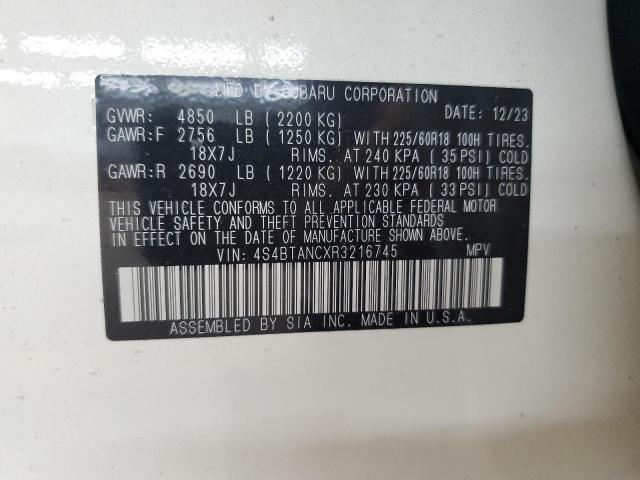 MFD BY SUBARU CORPORATION
GVWR: 4850 LB ( 2200 KG) DATE: 12/23
GAWR:F 2756 LB ( 1250 KG) WITH 225/60R18 100H TIRES.
18X7J RIMS. AT 240 KPA ( 35 PSI) COLD
GAWR:R 2690 LB ( 1220 KG) WITH 225/60R18 100H TIRES.
18X7J RIMS. AT 230 KPA ( 33 PSI) COLD
THIS VEHICLE CONFORMS TO ALL APPLICABLE FEDERAL MOTOR
VEHICLE SAFETY AND THEFT PREVENTION STANDARDS
IN EFFECT ON THE DATE OF MANUFACTURE SHOWN ABOVE.
VIN: 4S4BTANCXR3216745 MPV
ASSEMBLED BY SIA INC. MADE IN U.S.A.